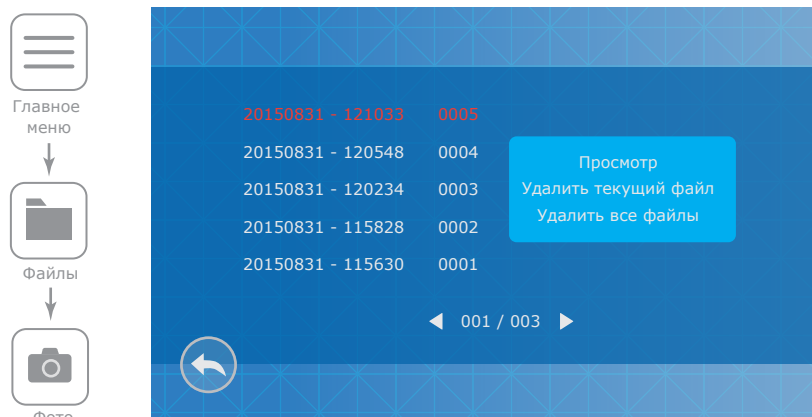 Главное
меню
Файлы
Фото
20150831 - 121033 0005
20150831 - 120548 0004
20150831 - 120234 0003
20150831 - 115828 0002
20150831 - 115630 0001
Просмотр
Удалить текущий файл
Удалить все файлы
001 / 003